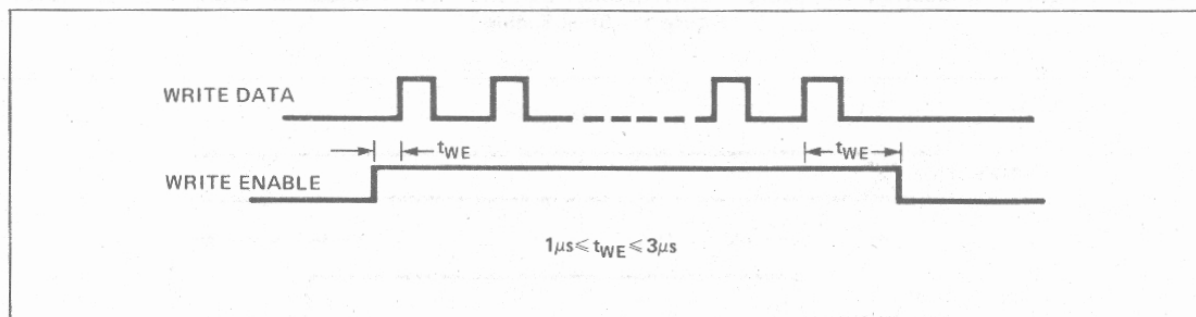 WRITE DATA
t_WE t_WE
WRITE ENABLE
1μs ≤ t_WE ≤ 3μs